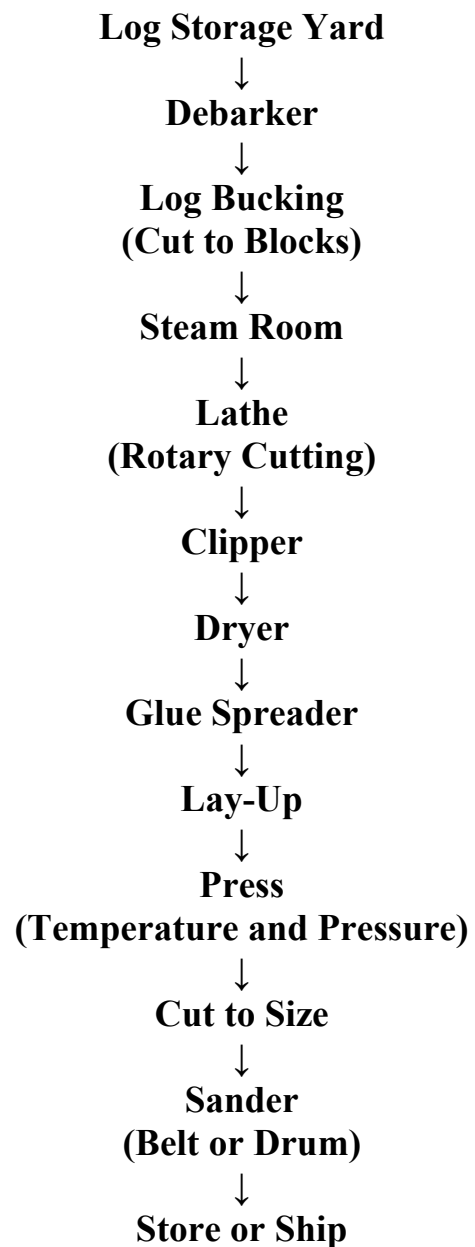 Log Storage Yard
↓
Debarker
↓
Log Bucking
(Cut to Blocks)
↓
Steam Room
↓
Lathe
(Rotary Cutting)
↓
Clipper
↓
Dryer
↓
Glue Spreader
↓
Lay-Up
↓
Press
(Temperature and Pressure)
↓
Cut to Size
↓
Sander
(Belt or Drum)
↓
Store or Ship